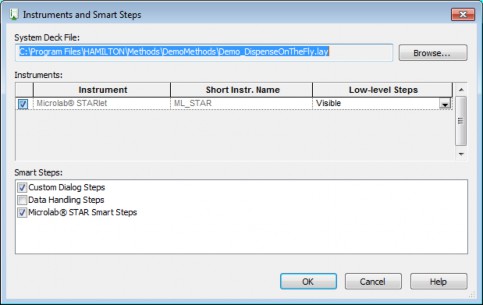 Instruments and Smart Steps
System Deck File:
C:\Program Files\HAMILTON\Methods\DemoMethods\Demo_DispenseOnTheFly.lay
Browse...
Instruments:
Instrument Short Instr. Name Low-level Steps
Microlab® STARlet ML_STAR Visible
Smart Steps:
Custom Dialog Steps
Data Handling Steps
Microlab® STAR Smart Steps
OK Cancel Help